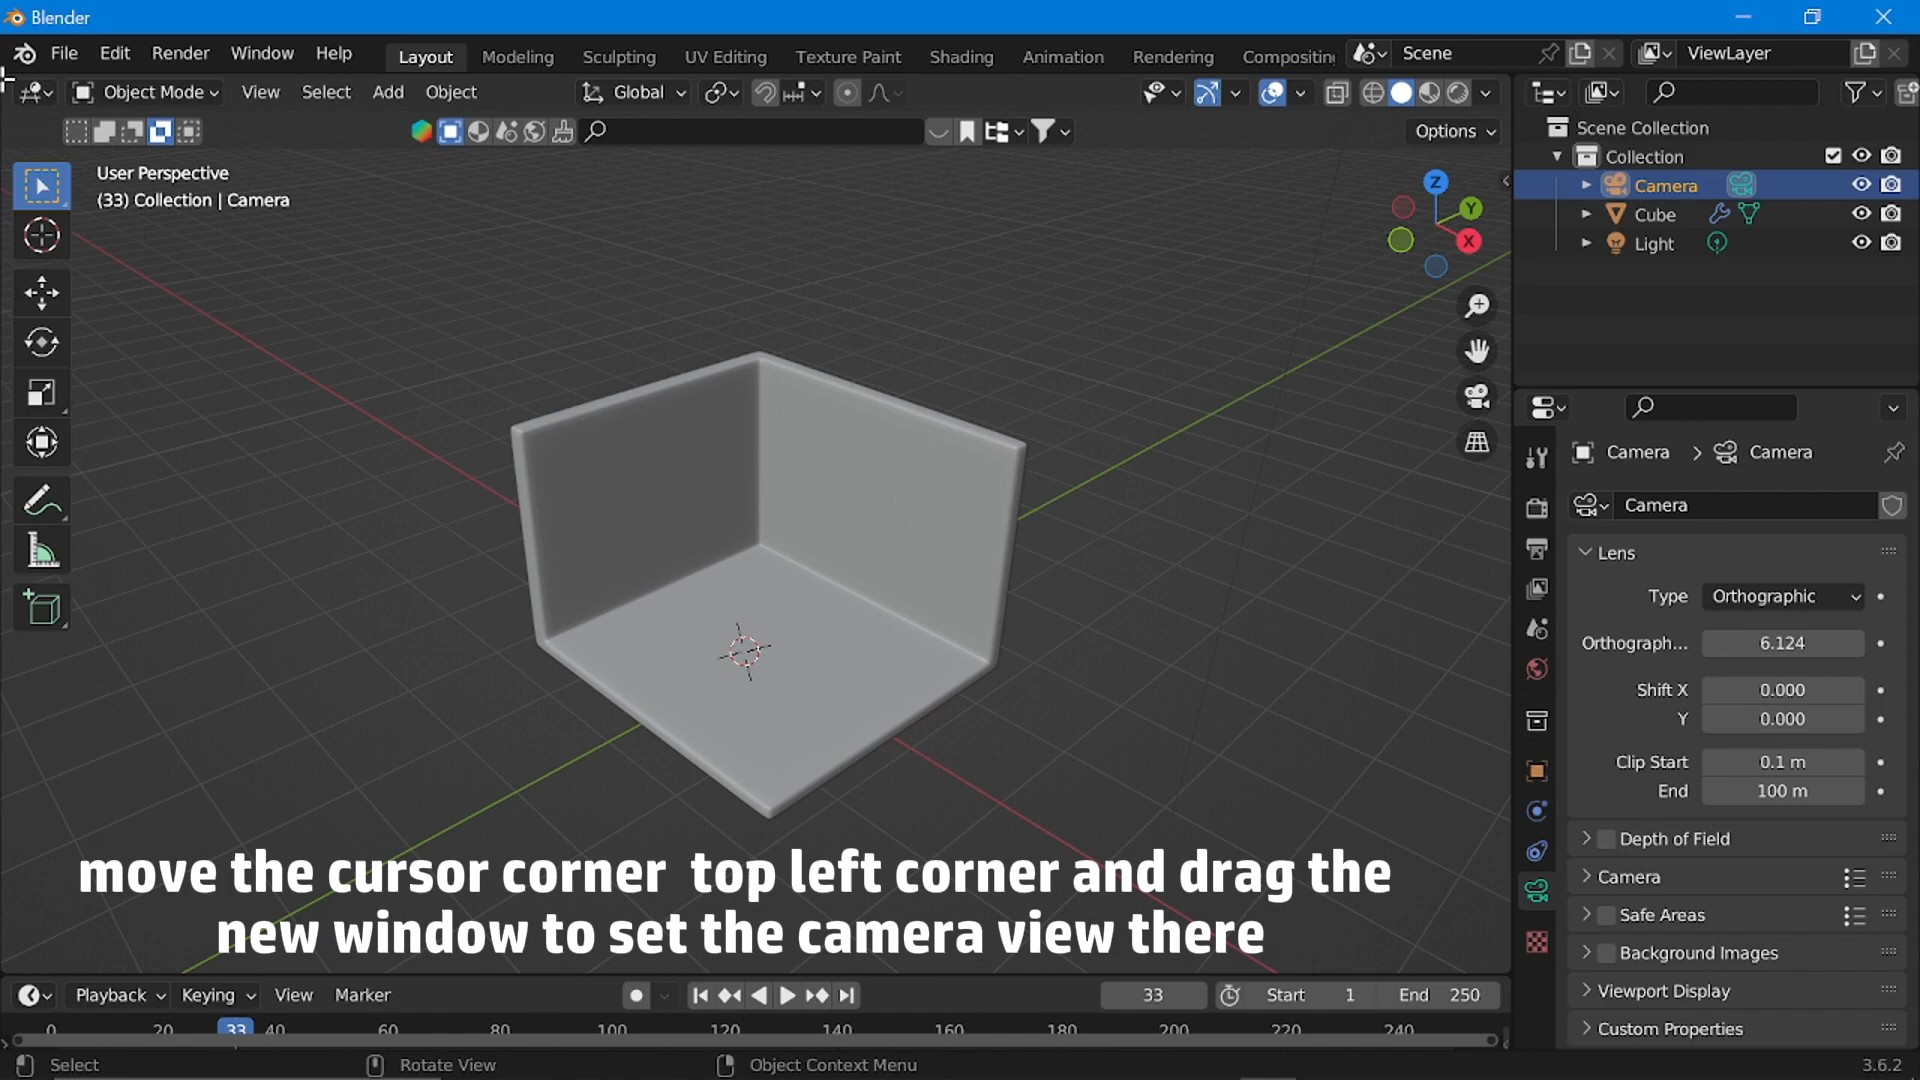 Blender
File Edit Render Window Help Layout Modeling Sculpting UV Editing Texture Paint Shading Animation Rendering Compositin Scene ViewLayer
Object Mode View Select Add Object Global
Options
User Perspective
(33) Collection | Camera
Z
Y
X
Scene Collection
Collection
Camera
Cube
Light
Camera > Camera
Camera
Lens
Type Orthographic
Orthograph... 6.124
Shift X 0.000
Y 0.000
Clip Start 0.1 m
End 100 m
Depth of Field
Camera
Safe Areas
Background Images
Viewport Display
Custom Properties
move the cursor corner top left corner and drag the
new window to set the camera view there
Playback Keying View Marker 33 Start 1 End 250
0 20 33 40 60 80 100 120 140 160 180 200 220 240
Select Rotate View Object Context Menu 3.6.2